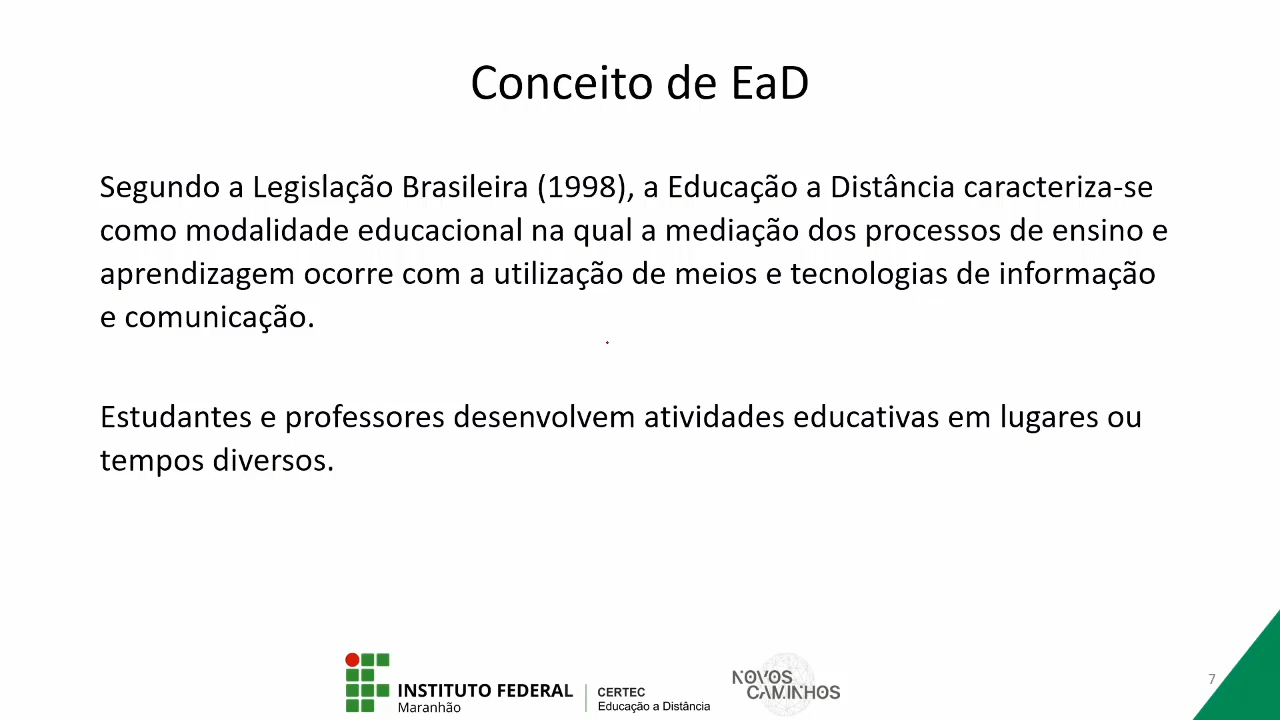 Conceito de EaD
Segundo a Legislação Brasileira (1998), a Educação a Distância caracteriza-se
como modalidade educacional na qual a mediação dos processos de ensino e
aprendizagem ocorre com a utilização de meios e tecnologias de informação
e comunicação.
Estudantes e professores desenvolvem atividades educativas em lugares ou
tempos diversos.
INSTITUTO FEDERAL
Maranhão
CERTEC
Educação a Distância
NOVOS
CAMINHOS
7